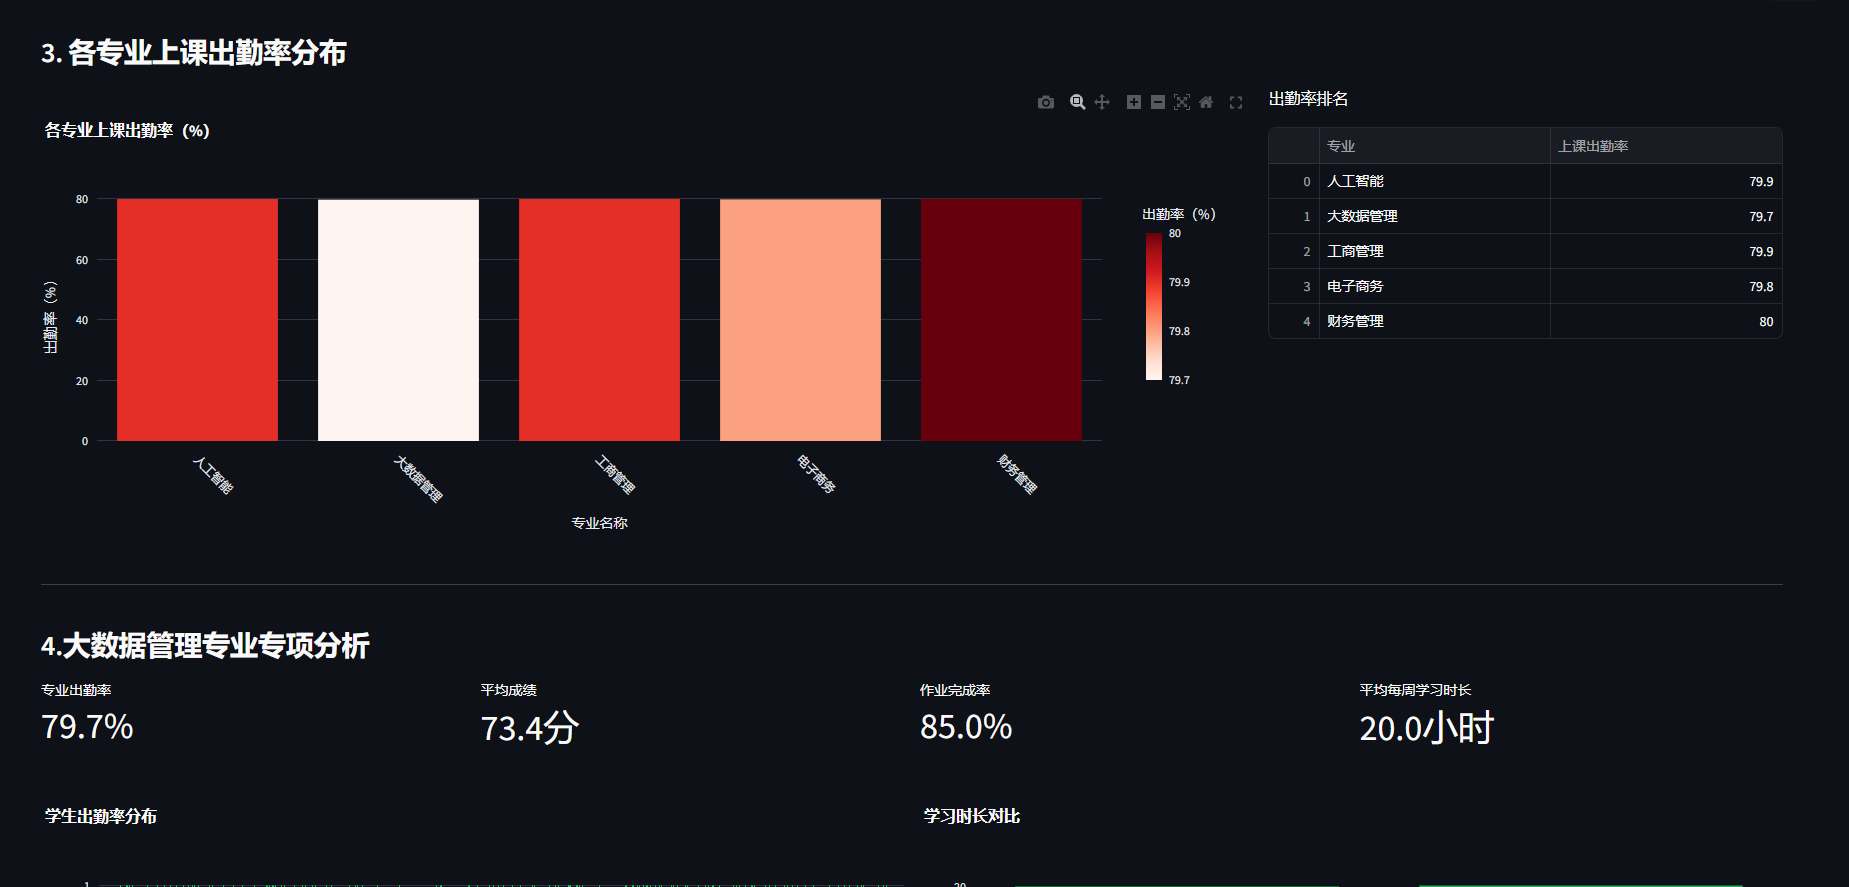 3. 各专业上课出勤率分布
各专业上课出勤率（%）
80
60
40
20
0
出勤率（%）
人工智能
大数据管理
工商管理
电子商务
财务管理
专业名称
出勤率（%）
80
79.9
79.8
79.7
出勤率排名
专业 上课出勤率
0 人工智能 79.9
1 大数据管理 79.7
2 工商管理 79.9
3 电子商务 79.8
4 财务管理 80
4.大数据管理专业专项分析
专业出勤率
79.7%
平均成绩
73.4分
作业完成率
85.0%
平均每周学习时长
20.0小时
学生出勤率分布
1
学习时长对比
20